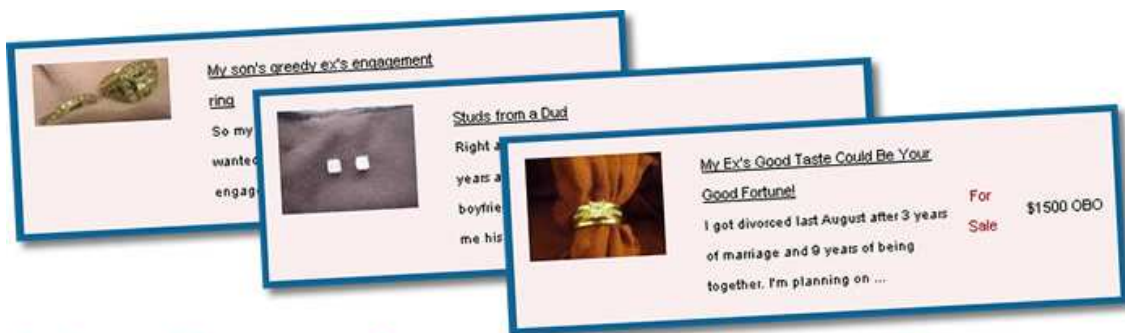 My son's greedy ex's engagement
ring
So my
wanted
engag
Studs from a Dud
Right a
years a
boyfrie
me his
My Ex's Good Taste Could Be Your
Good Fortune!
I got divorced last August after 3 years
of marriage and 9 years of being
together. I'm planning on ...
For
Sale
$1500 OBO